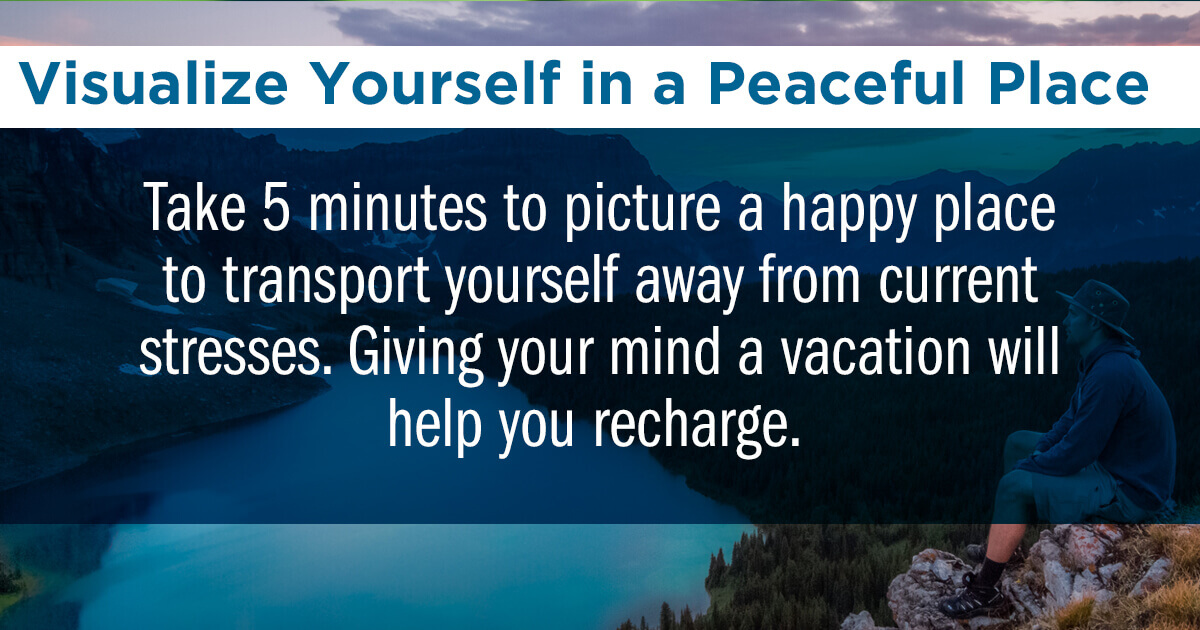 Visualize Yourself in a Peaceful Place
Take 5 minutes to picture a happy place
to transport yourself away from current
stresses. Giving your mind a vacation will
help you recharge.